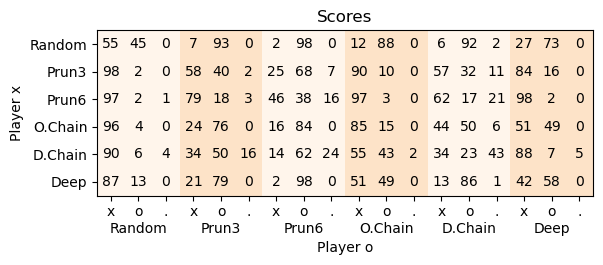 Scores
Random 55 45 0 7 93 0 2 98 0 12 88 0 6 92 2 27 73 0
Prun3 98 2 0 58 40 2 25 68 7 90 10 0 57 32 11 84 16 0
Prun6 97 2 1 79 18 3 46 38 16 97 3 0 62 17 21 98 2 0
O.Chain 96 4 0 24 76 0 16 84 0 85 15 0 44 50 6 51 49 0
D.Chain 90 6 4 34 50 16 14 62 24 55 43 2 34 23 43 88 7 5
Deep 87 13 0 21 79 0 2 98 0 51 49 0 13 86 1 42 58 0
Player x
x o . x o . x o . x o . x o . x o .
Random Prun3 Prun6 O.Chain D.Chain Deep
Player o